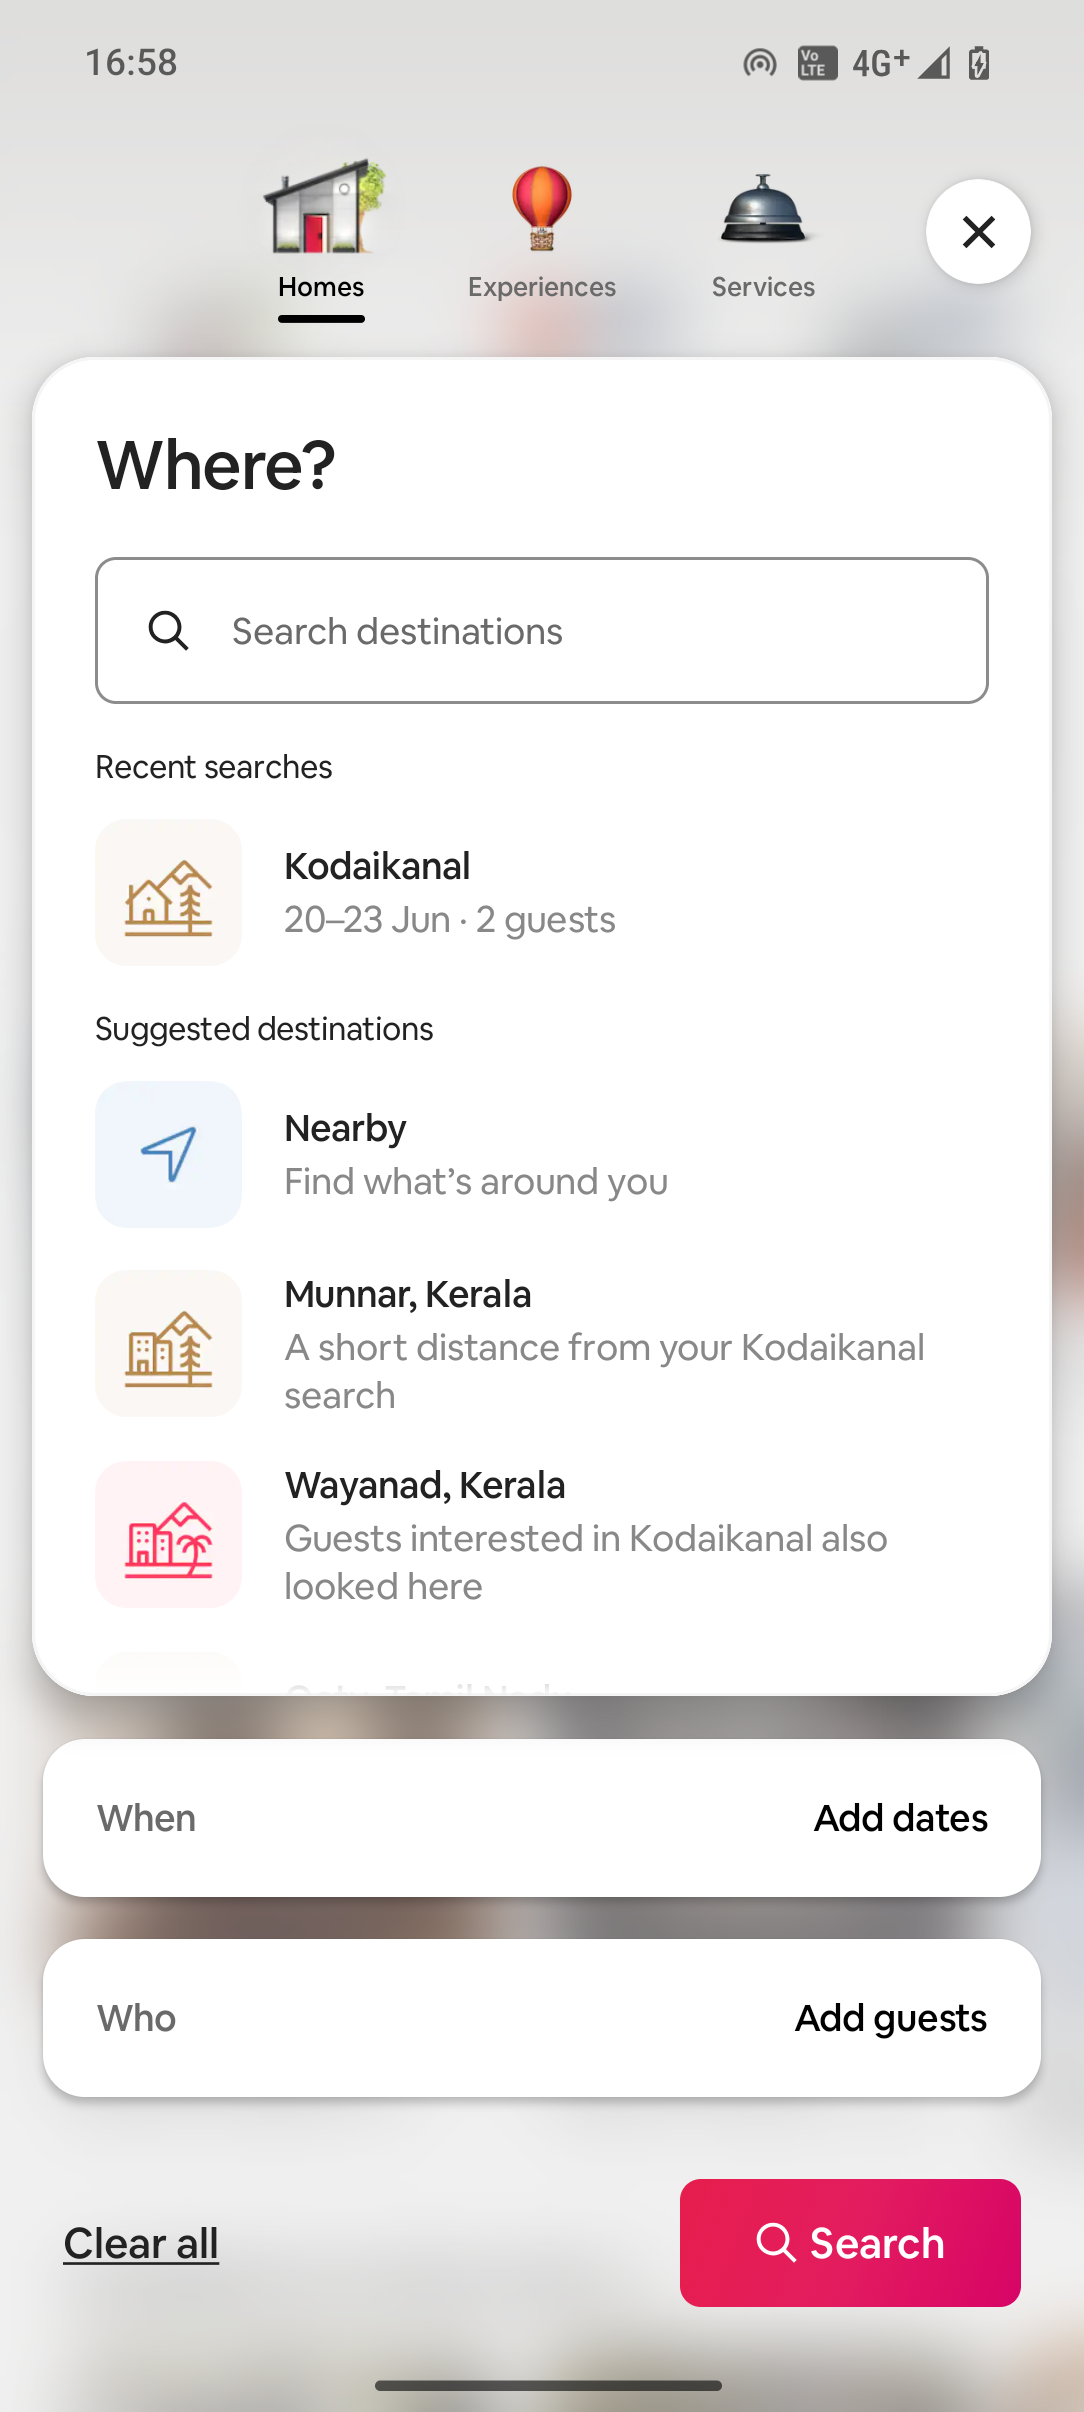 16:58
Vo
LTE
4G+
Homes
Experiences
Services
Where?
Search destinations
Recent searches
Kodaikanal
20–23 Jun · 2 guests
Suggested destinations
Nearby
Find what’s around you
Munnar, Kerala
A short distance from your Kodaikanal
search
Wayanad, Kerala
Guests interested in Kodaikanal also
looked here
When
Add dates
Who
Add guests
Clear all
Search